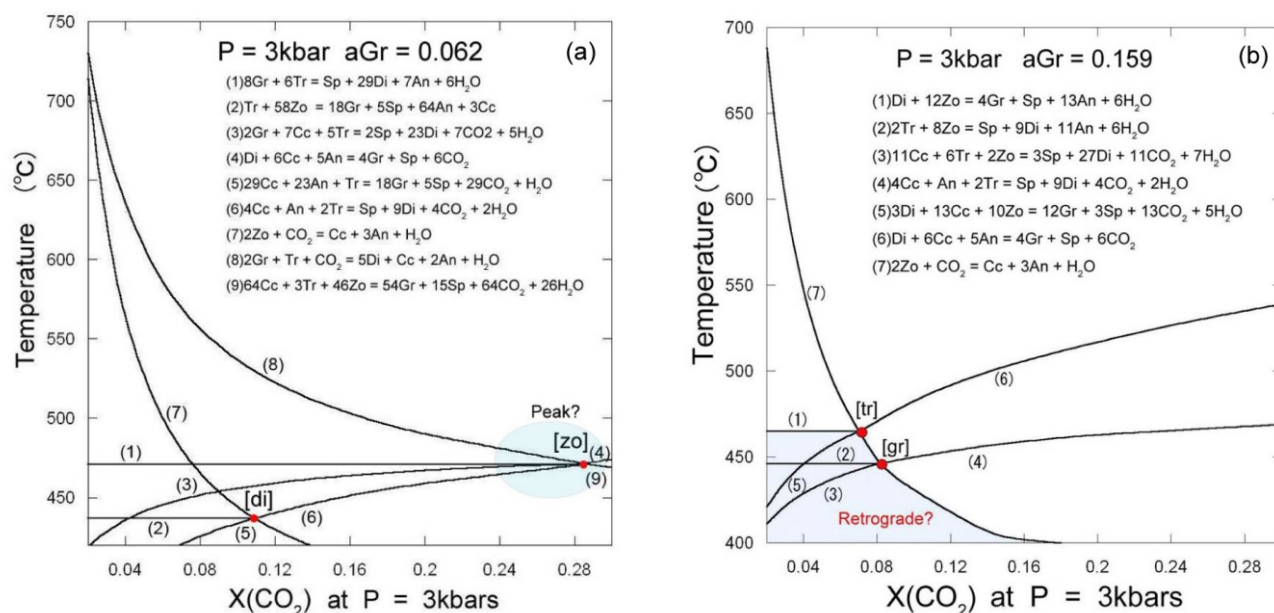 P = 3kbar aGr = 0.062
(a)
(1)8Gr + 6Tr = Sp + 29Di + 7An + 6H₂O
(2)Tr + 58Zo = 18Gr + 5Sp + 64An + 3Cc
(3)2Gr + 7Cc + 5Tr = 2Sp + 23Di + 7CO2 + 5H₂O
(4)Di + 6Cc + 5An = 4Gr + Sp + 6CO₂
(5)29Cc + 23An + Tr = 18Gr + 5Sp + 29CO₂ + H₂O
(6)4Cc + An + 2Tr = Sp + 9Di + 4CO₂ + 2H₂O
(7)2Zo + CO₂ = Cc + 3An + H₂O
(8)2Gr + Tr + CO₂ = 5Di + Cc + 2An + H₂O
(9)64Cc + 3Tr + 46Zo = 54Gr + 15Sp + 64CO₂ + 26H₂O
Temperature (℃)
750
700
650
600
550
500
450
(8)
(7)
Peak?
[zo]
(1)
(4)
(9)
(3)
[di]
(6)
(2)
(5)
0.04 0.08 0.12 0.16 0.2 0.24 0.28
X(CO₂) at P = 3kbars
P = 3kbar aGr = 0.159
(b)
(1)Di + 12Zo = 4Gr + Sp + 13An + 6H₂O
(2)2Tr + 8Zo = Sp + 9Di + 11An + 6H₂O
(3)11Cc + 6Tr + 2Zo = 3Sp + 27Di + 11CO₂ + 7H₂O
(4)4Cc + An + 2Tr = Sp + 9Di + 4CO₂ + 2H₂O
(5)3Di + 13Cc + 10Zo = 12Gr + 3Sp + 13CO₂ + 5H₂O
(6)Di + 6Cc + 5An = 4Gr + Sp + 6CO₂
(7)2Zo + CO₂ = Cc + 3An + H₂O
Temperature (℃)
700
650
600
550
500
450
400
(7)
(6)
[tr]
(1)
[gr]
(2)
(4)
(5)
(3)
Retrograde?
0.04 0.08 0.12 0.16 0.2 0.24 0.28
X(CO₂) at P = 3kbars